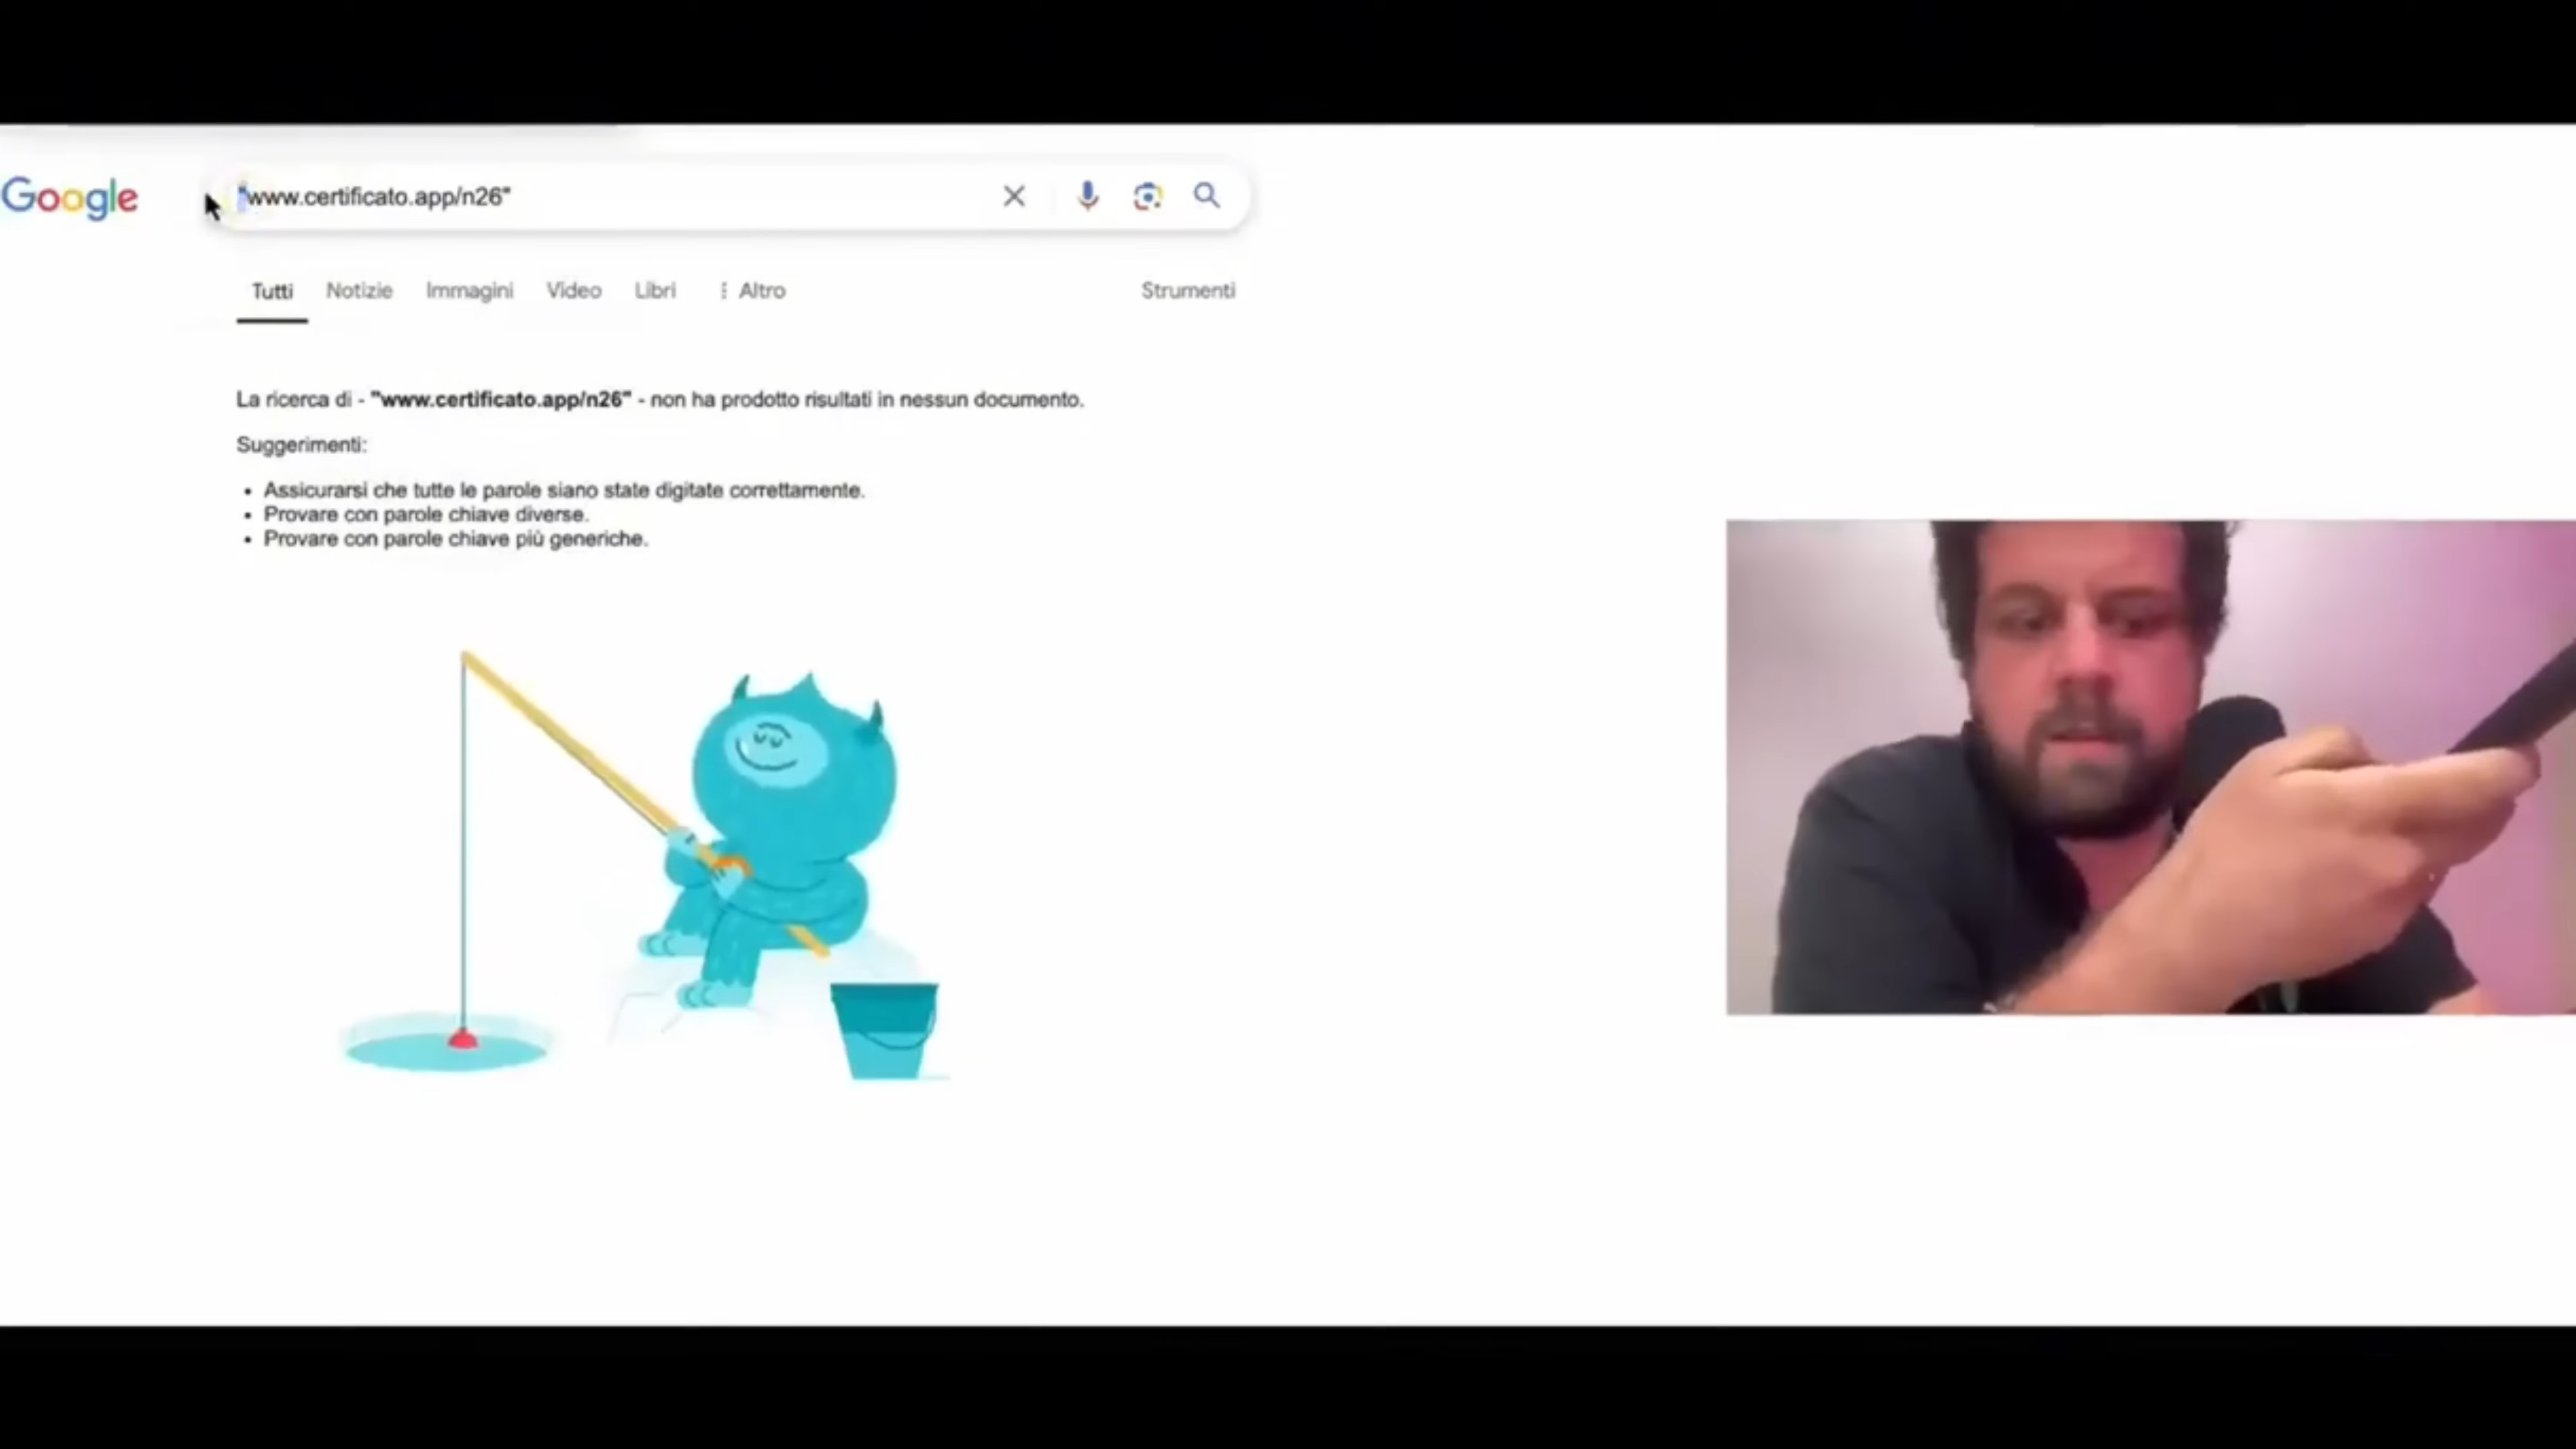 Google
"www.certificato.app/n26"
Tutti Notizie Immagini Video Libri Altro Strumenti
La ricerca di - "www.certificato.app/n26" - non ha prodotto risultati in nessun documento.
Suggerimenti:
• Assicurarsi che tutte le parole siano state digitate correttamente.
• Provare con parole chiave diverse.
• Provare con parole chiave più generiche.